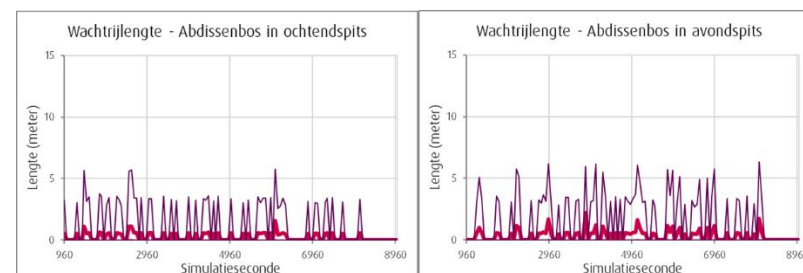 Wachtrijlengte - Abdissenbos in ochtendspits
15
10
5
0
Lengte (meter)
960 2960 4960 6960 8960
Simulatieseconde
Wachtrijlengte - Abdissenbos in avondspits
15
10
5
0
Lengte (meter)
960 2960 4960 6960 8960
Simulatieseconde